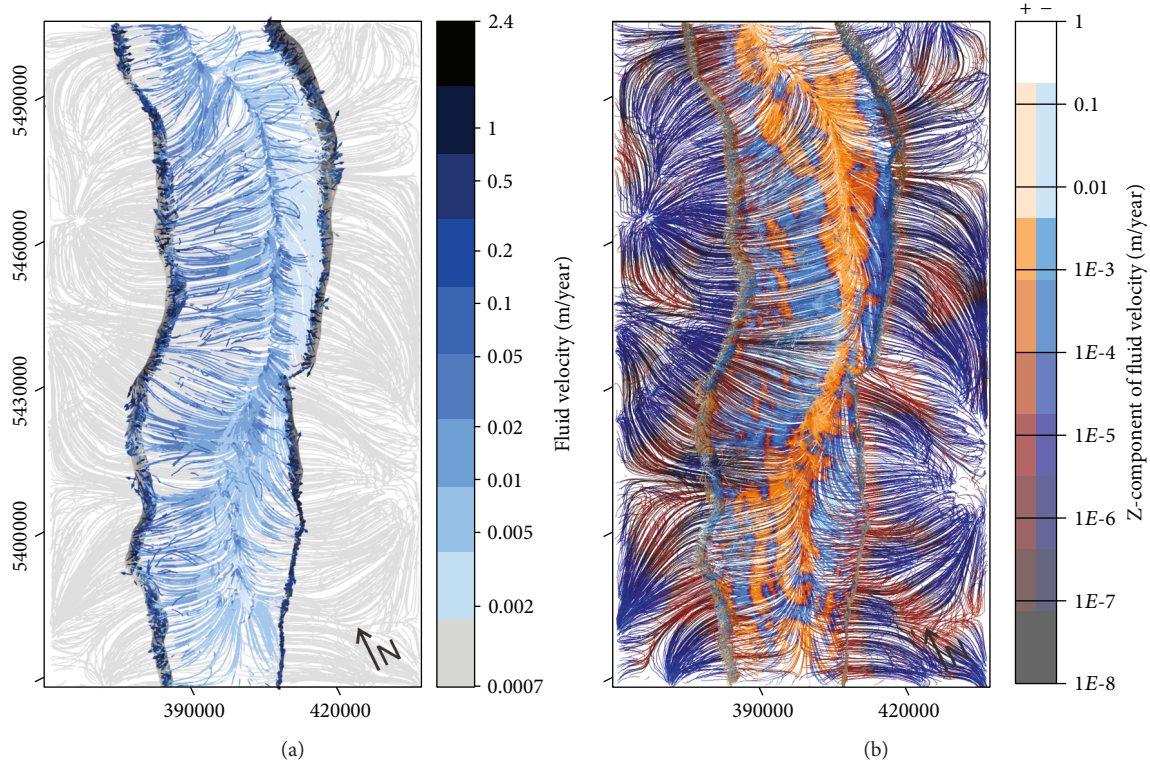 5490000
5460000
5430000
5400000
390000
420000
N
2.4
1
0.5
0.2
0.1
0.05
0.02
0.01
0.005
0.002
0.0007
Fluid velocity (m/year)
(a)
390000
420000
N
+ −
1
0.1
0.01
1E-3
1E-4
1E-5
1E-6
1E-7
1E-8
Z-component of fluid velocity (m/year)
(b)